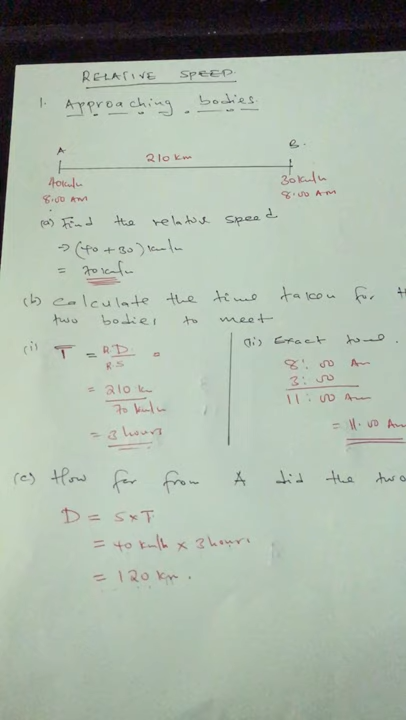 RELATIVE SPEED
1. Approaching bodies.
A B.
210 km
40km/h 30km/h
8:00 AM 8:00 AM
(a) Find the relative speed
→ (40 + 30) km/h
= 70 km/h
(b) Calculate the time taken for th
two bodies to meet
(i) T = R.D
R.S
= 210 km
70 km/h
= 3 hours
(ii) Exact time.
8:00 Am
3:00
11:00 Am
= 11.00 Am
(c) How far from A did the two
D = S×T
= 40 km/h × 3 hours
= 120 km.